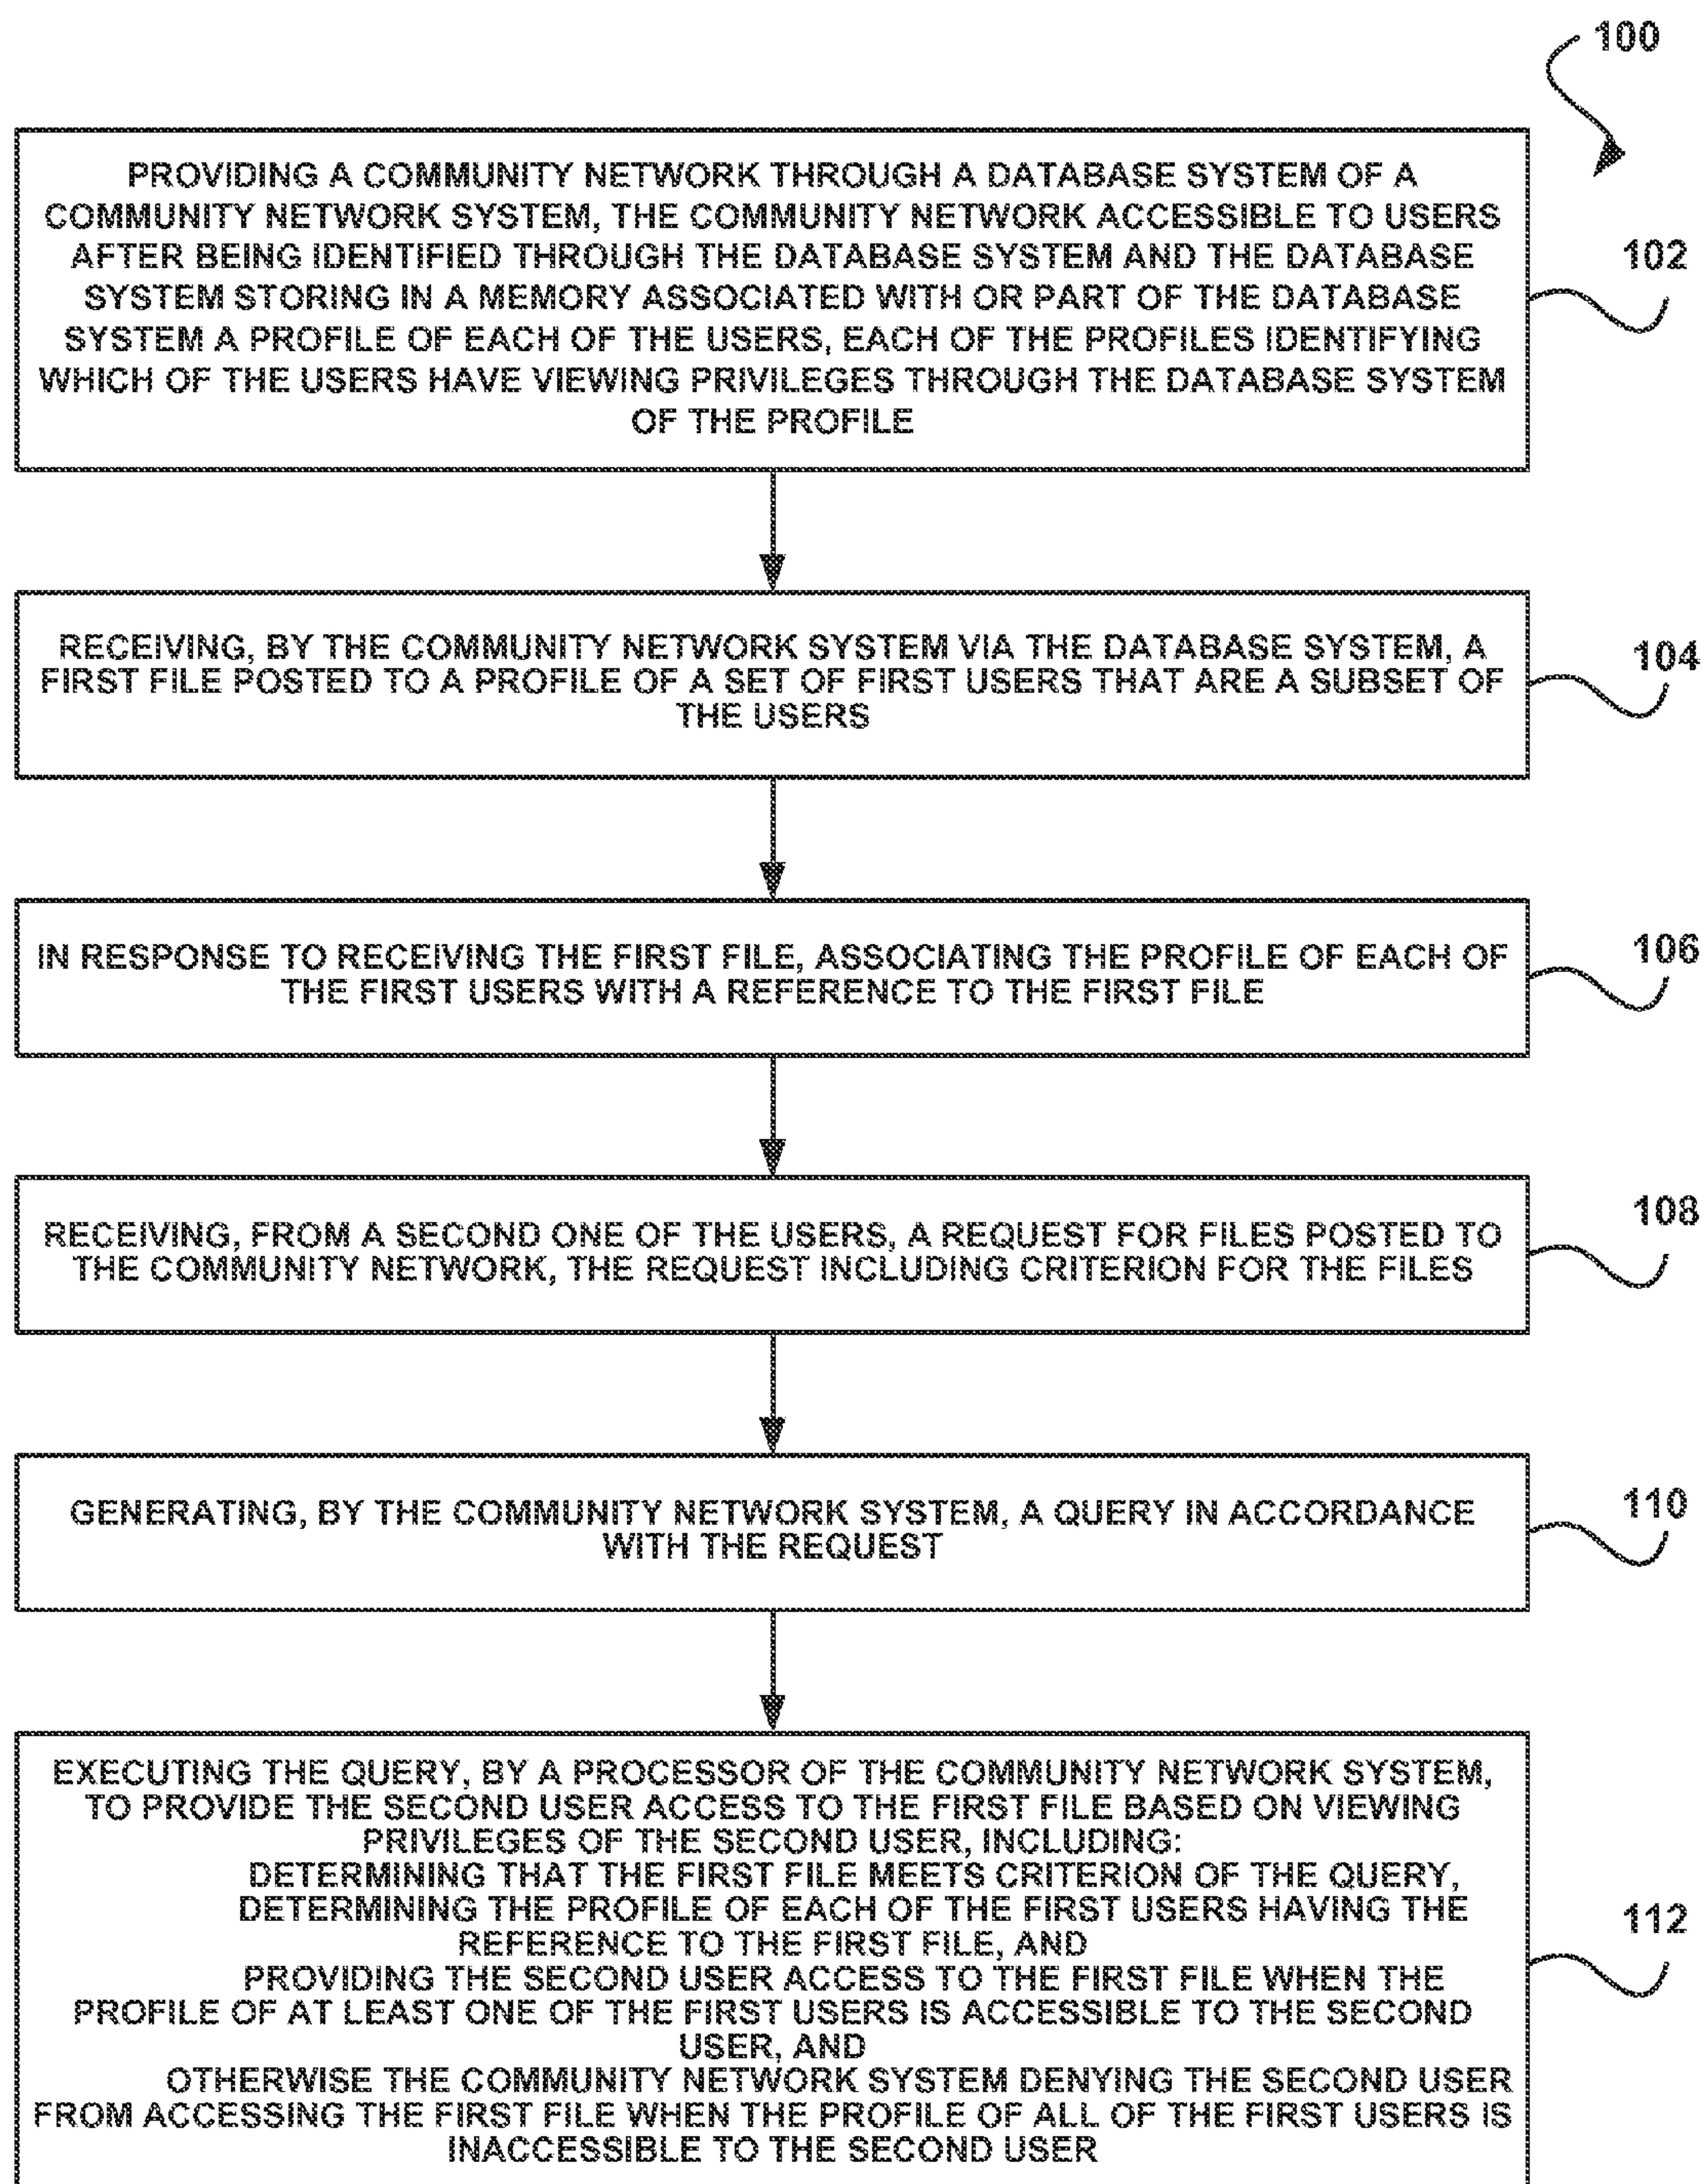 100
PROVIDING A COMMUNITY NETWORK THROUGH A DATABASE SYSTEM OF A
COMMUNITY NETWORK SYSTEM, THE COMMUNITY NETWORK ACCESSIBLE TO USERS
AFTER BEING IDENTIFIED THROUGH THE DATABASE SYSTEM AND THE DATABASE
SYSTEM STORING IN A MEMORY ASSOCIATED WITH OR PART OF THE DATABASE
SYSTEM A PROFILE OF EACH OF THE USERS, EACH OF THE PROFILES IDENTIFYING
WHICH OF THE USERS HAVE VIEWING PRIVILEGES THROUGH THE DATABASE SYSTEM
OF THE PROFILE
102
RECEIVING, BY THE COMMUNITY NETWORK SYSTEM VIA THE DATABASE SYSTEM, A
FIRST FILE POSTED TO A PROFILE OF A SET OF FIRST USERS THAT ARE A SUBSET OF
THE USERS
104
IN RESPONSE TO RECEIVING THE FIRST FILE, ASSOCIATING THE PROFILE OF EACH OF
THE FIRST USERS WITH A REFERENCE TO THE FIRST FILE
106
RECEIVING, FROM A SECOND ONE OF THE USERS, A REQUEST FOR FILES POSTED TO
THE COMMUNITY NETWORK, THE REQUEST INCLUDING CRITERION FOR THE FILES
108
GENERATING, BY THE COMMUNITY NETWORK SYSTEM, A QUERY IN ACCORDANCE
WITH THE REQUEST
110
EXECUTING THE QUERY, BY A PROCESSOR OF THE COMMUNITY NETWORK SYSTEM,
TO PROVIDE THE SECOND USER ACCESS TO THE FIRST FILE BASED ON VIEWING
PRIVILEGES OF THE SECOND USER, INCLUDING:
DETERMINING THAT THE FIRST FILE MEETS CRITERION OF THE QUERY,
DETERMINING THE PROFILE OF EACH OF THE FIRST USERS HAVING THE
REFERENCE TO THE FIRST FILE, AND
PROVIDING THE SECOND USER ACCESS TO THE FIRST FILE WHEN THE
PROFILE OF AT LEAST ONE OF THE FIRST USERS IS ACCESSIBLE TO THE SECOND
USER, AND
OTHERWISE THE COMMUNITY NETWORK SYSTEM DENYING THE SECOND USER
FROM ACCESSING THE FIRST FILE WHEN THE PROFILE OF ALL OF THE FIRST USERS IS
INACCESSIBLE TO THE SECOND USER
112